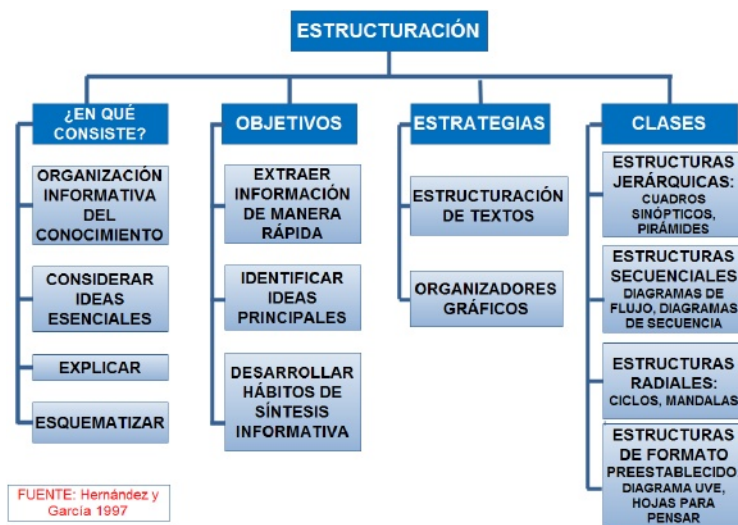 ESTRUCTURACIÓN
¿EN QUÉ
CONSISTE?
ORGANIZACIÓN
INFORMATIVA
DEL
CONOCIMIENTO
CONSIDERAR
IDEAS
ESENCIALES
EXPLICAR
ESQUEMATIZAR
OBJETIVOS
EXTRAER
INFORMACIÓN
DE MANERA
RÁPIDA
IDENTIFICAR
IDEAS
PRINCIPALES
DESARROLLAR
HÁBITOS DE
SÍNTESIS
INFORMATIVA
ESTRATEGIAS
ESTRUCTURACIÓN
DE TEXTOS
ORGANIZADORES
GRÁFICOS
CLASES
ESTRUCTURAS
JERÁRQUICAS:
CUADROS
SINÓPTICOS,
PIRÁMIDES
ESTRUCTURAS
SECUENCIALES
DIAGRAMAS DE
FLUJO, DIAGRAMAS
DE SECUENCIA
ESTRUCTURAS
RADIALES:
CICLOS, MANDALAS
ESTRUCTURAS
DE FORMATO
PREESTABLECIDO
DIAGRAMA UVE,
HOJAS PARA
PENSAR
FUENTE: Hernández y
García 1997